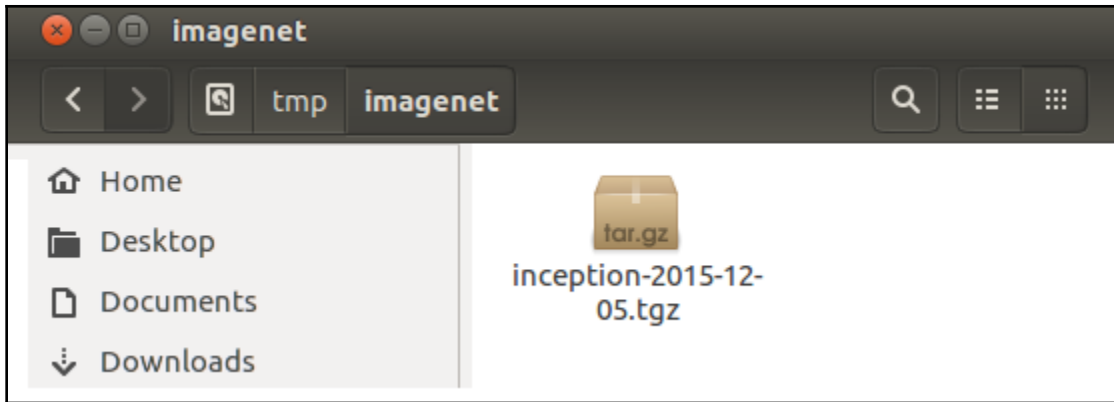 imagenet
tmp imagenet
Home
Desktop
Documents
Downloads
tar.gz
inception-2015-12-
05.tgz